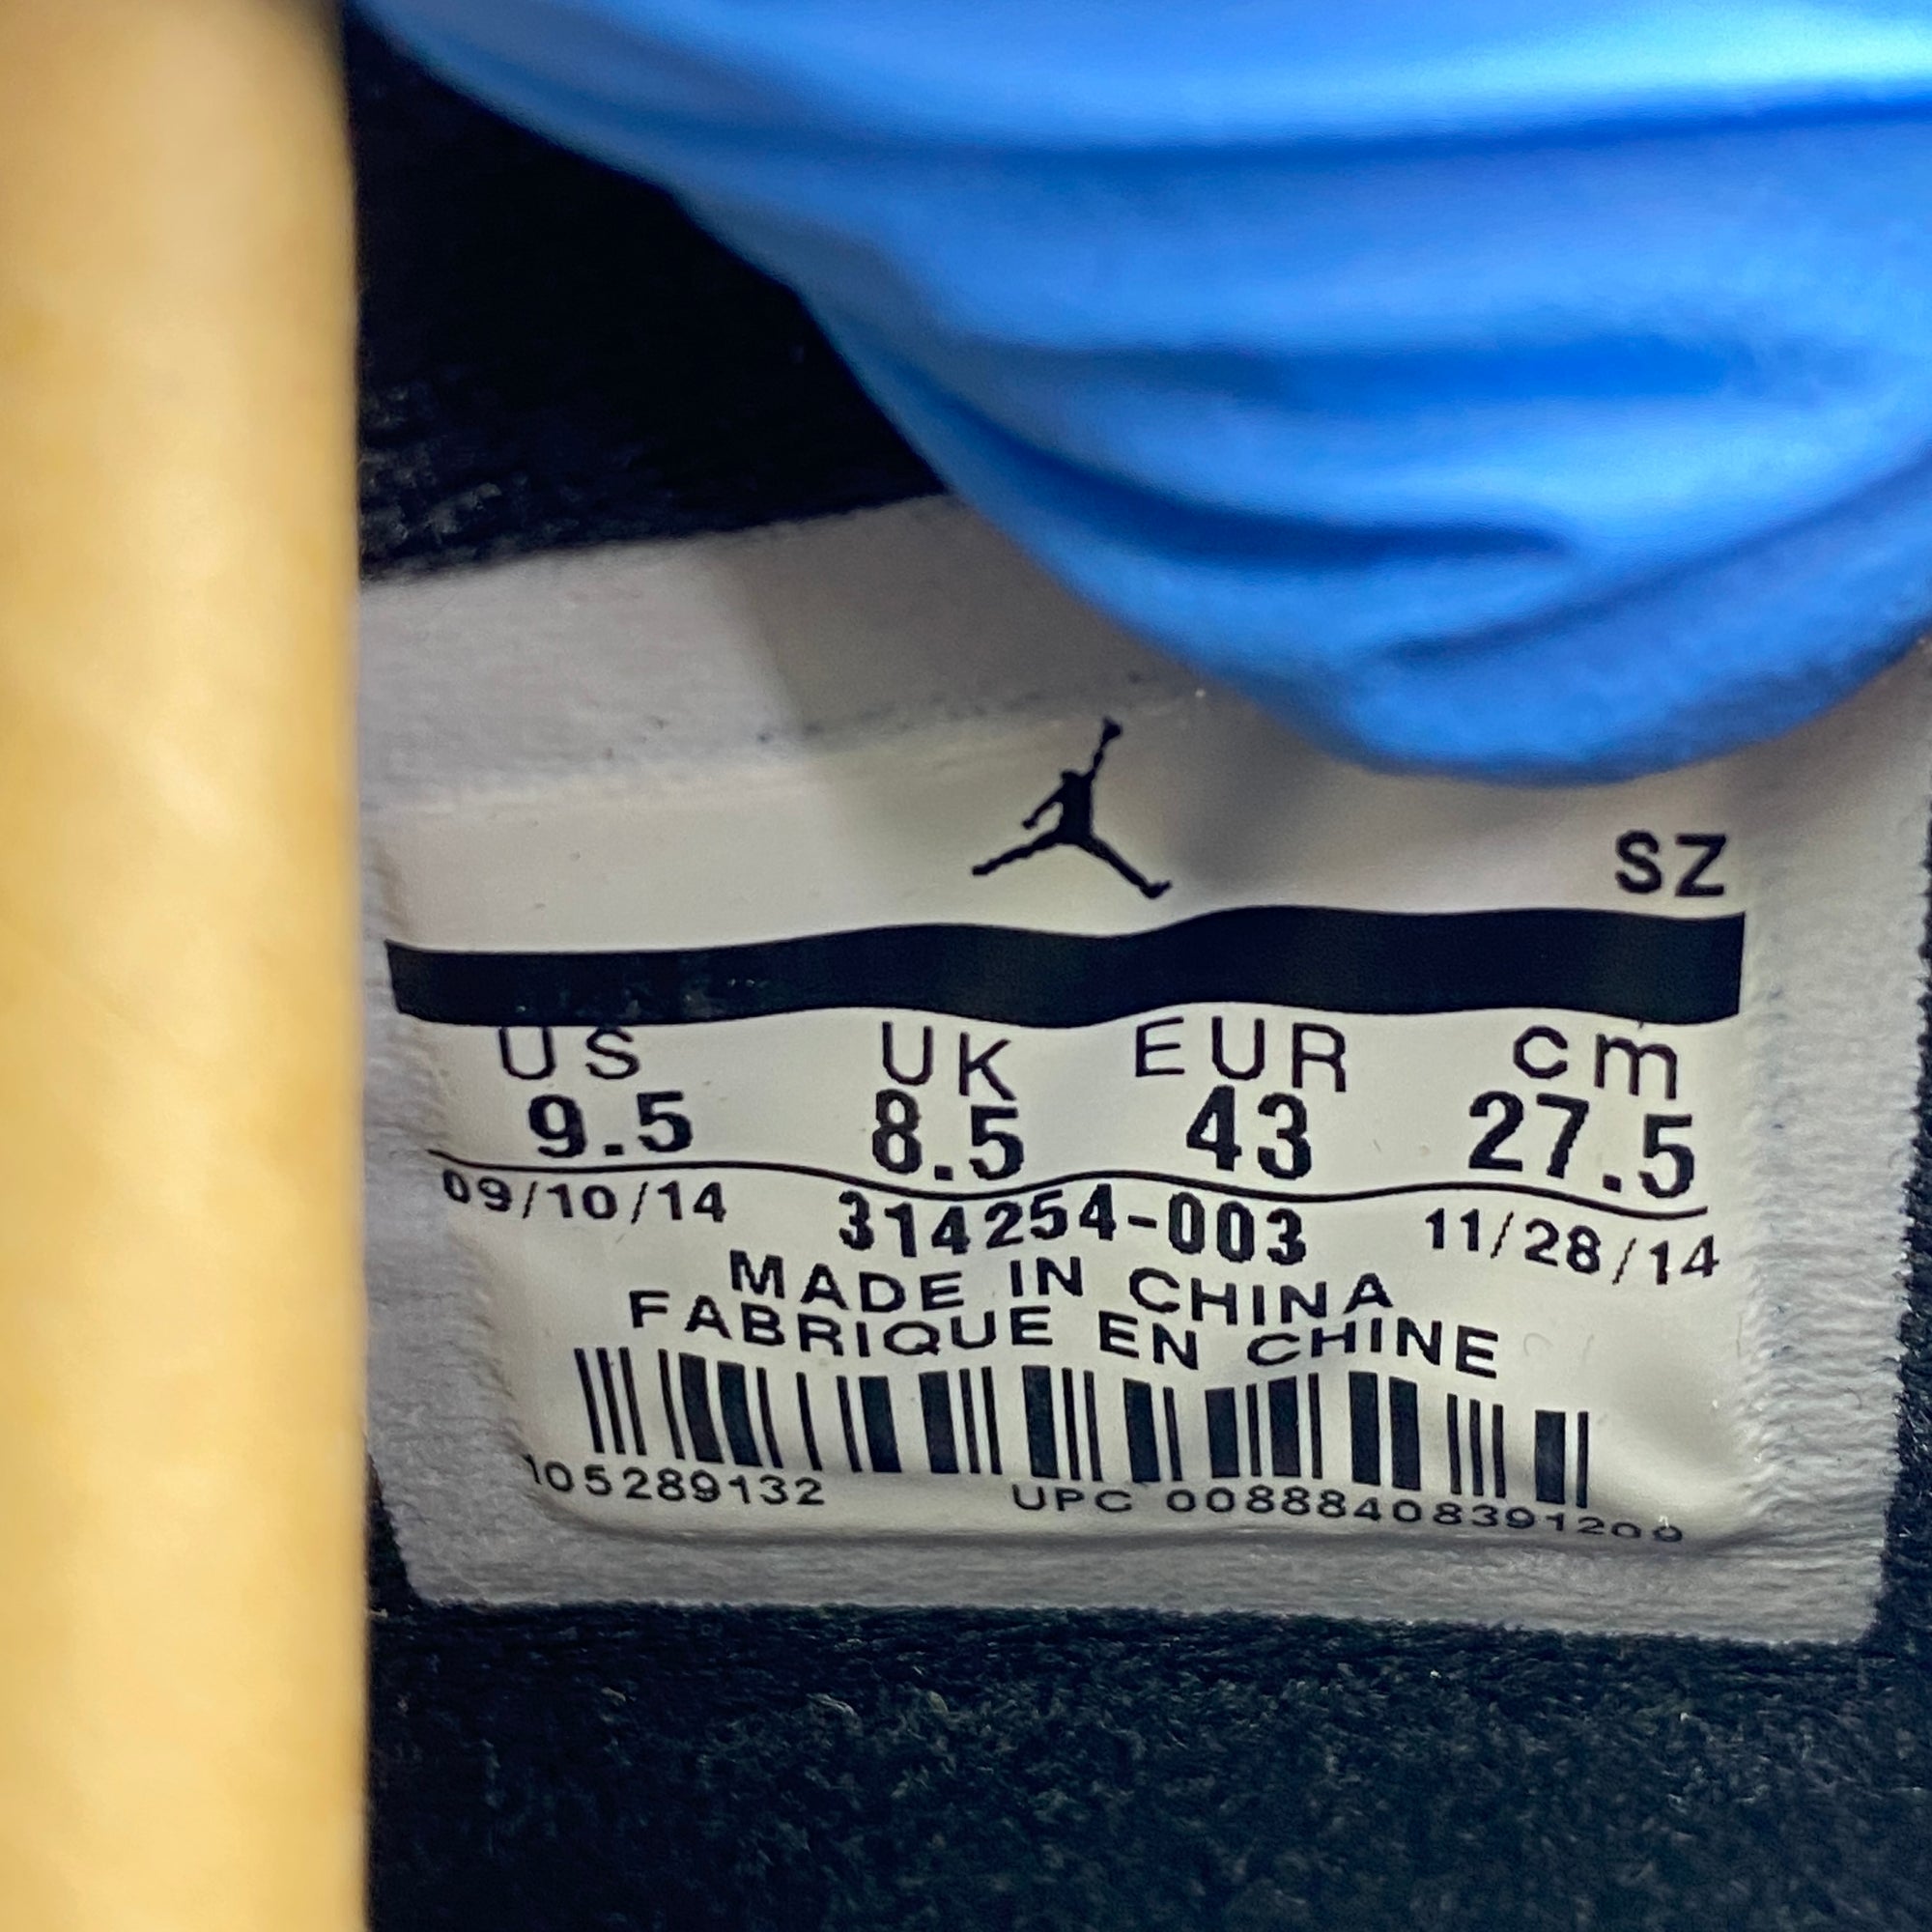 SZ
US UK EUR cm
9.5 8.5 43 27.5
09/10/14 314254-003 11/28/14
MADE IN CHINA
FABRIQUE EN CHINE
105289132 UPC 00888408391209